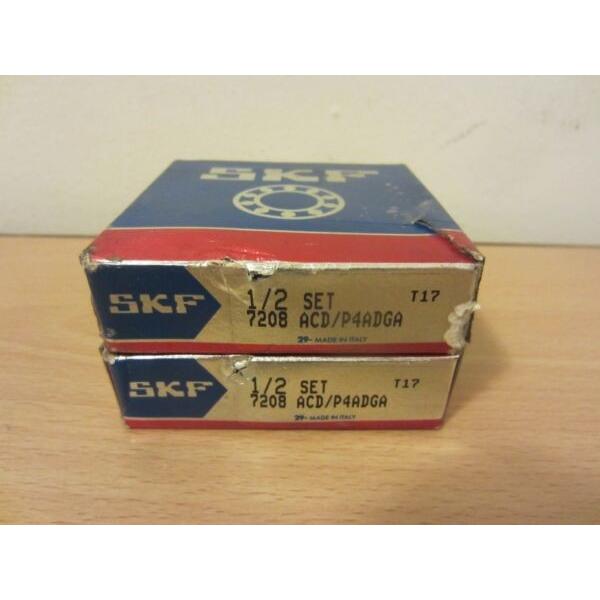 SKF
SKF
1/2 SET T17
7208 ACD/P4ADGA
29- MADE IN ITALY
SKF
1/2 SET T17
7208 ACD/P4ADGA
29- MADE IN ITALY